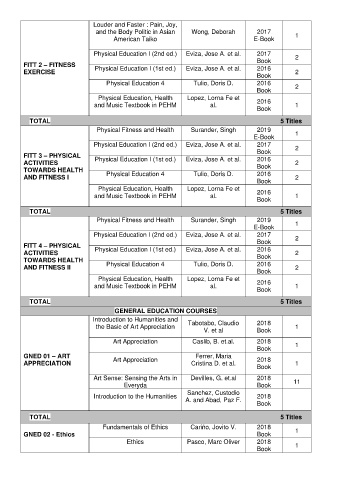 Louder and Faster : Pain, Joy,
and the Body Politic in Asian
American Taiko
Wong, Deborah
2017
E-Book
1
FITT 2 – FITNESS
EXERCISE
Physical Education I (2nd ed.)
Eviza, Jose A. et al.
2017
Book
2
Physical Education I (1st ed.)
Eviza, Jose A. et al.
2016
Book
2
Physical Education 4
Tulio, Doris D.
2016
Book
2
Physical Education, Health
and Music Textbook in PEHM
Lopez, Lorna Fe et
al.
2016
Book
1
TOTAL
5 Titles
FITT 3 – PHYSICAL
ACTIVITIES
TOWARDS HEALTH
AND FITNESS I
Physical Fitness and Health
Surander, Singh
2019
E-Book
1
Physical Education I (2nd ed.)
Eviza, Jose A. et al.
2017
Book
2
Physical Education I (1st ed.)
Eviza, Jose A. et al.
2016
Book
2
Physical Education 4
Tulio, Doris D.
2016
Book
2
Physical Education, Health
and Music Textbook in PEHM
Lopez, Lorna Fe et
al.
2016
Book
1
TOTAL
5 Titles
FITT 4 – PHYSICAL
ACTIVITIES
TOWARDS HEALTH
AND FITNESS II
Physical Fitness and Health
Surander, Singh
2019
E-Book
1
Physical Education I (2nd ed.)
Eviza, Jose A. et al.
2017
Book
2
Physical Education I (1st ed.)
Eviza, Jose A. et al.
2016
Book
2
Physical Education 4
Tulio, Doris D.
2016
Book
2
Physical Education, Health
and Music Textbook in PEHM
Lopez, Lorna Fe et
al.
2016
Book
1
TOTAL
5 Titles
GENERAL EDUCATION COURSES
GNED 01 – ART
APPRECIATION
Introduction to Humanities and
the Basic of Art Appreciation
Tabotabo, Claudio
V. et al
2018
Book
1
Art Appreciation
Caslib, B. et.al.
2018
Book
1
Art Appreciation
Ferrer, Maria
Cristina D. et al.
2018
Book
1
Art Sense: Sensing the Arts in
Everyda
Devilles, G. et.al
2018
Book
11
Introduction to the Humanities
Sanchez, Custodio
A. and Abad, Paz F.
2018
Book
TOTAL
5 Titles
GNED 02 - Ethics
Fundamentals of Ethics
Cariño, Jovito V.
2018
Book
1
Ethics
Pasco, Marc Oliver
2018
Book
1